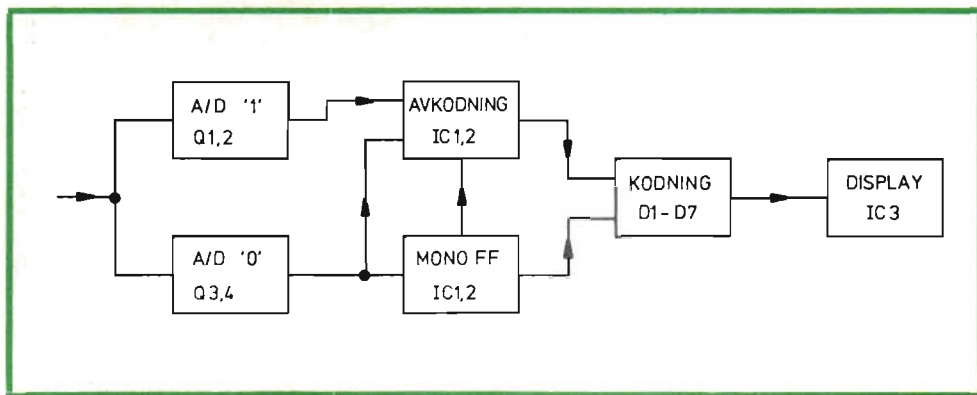 A/D '1'
Q1,2
AVKODNING
IC1,2
KODNING
D1-D7
DISPLAY
IC3
A/D '0'
Q3,4
MONO FF
IC1,2